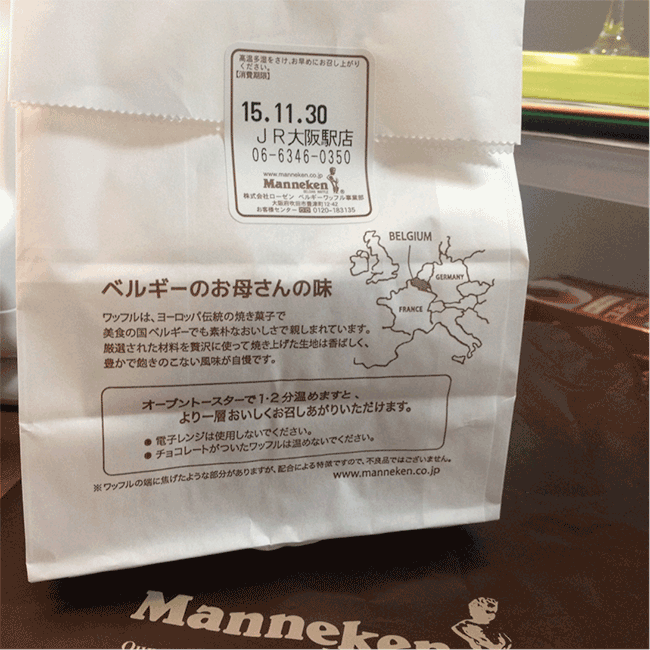 高温多湿をさけ、お早めにお召し上がり
ください。
【消費期限】
15.11.30
JR大阪駅店
06-6346-0350
www.manneken.co.jp
Manneken
株式会社ローゼン ベルギーワッフル事業部
大阪府吹田市豊津町12-42
お客様センター 0120-183135
BELGIUM
GERMANY
FRANCE
ベルギーのお母さんの味
ワッフルは、ヨーロッパ伝統の焼き菓子で
美食の国ベルギーでも素朴なおいしさで親しまれています。
厳選された材料を贅沢に使って焼き上げた生地は香ばしく、
豊かで飽きのこない風味が自慢です。
オーブントースターで1・2分温めますと、
より一層おいしくお召しあがりいただけます。
● 電子レンジは使用しないでください。
● チョコレートがついたワッフルは温めないでください。
※ワッフルの端に焦げたような部分がありますが、配合による特徴ですので、不良品ではございません。
www.manneken.co.jp
Manneken